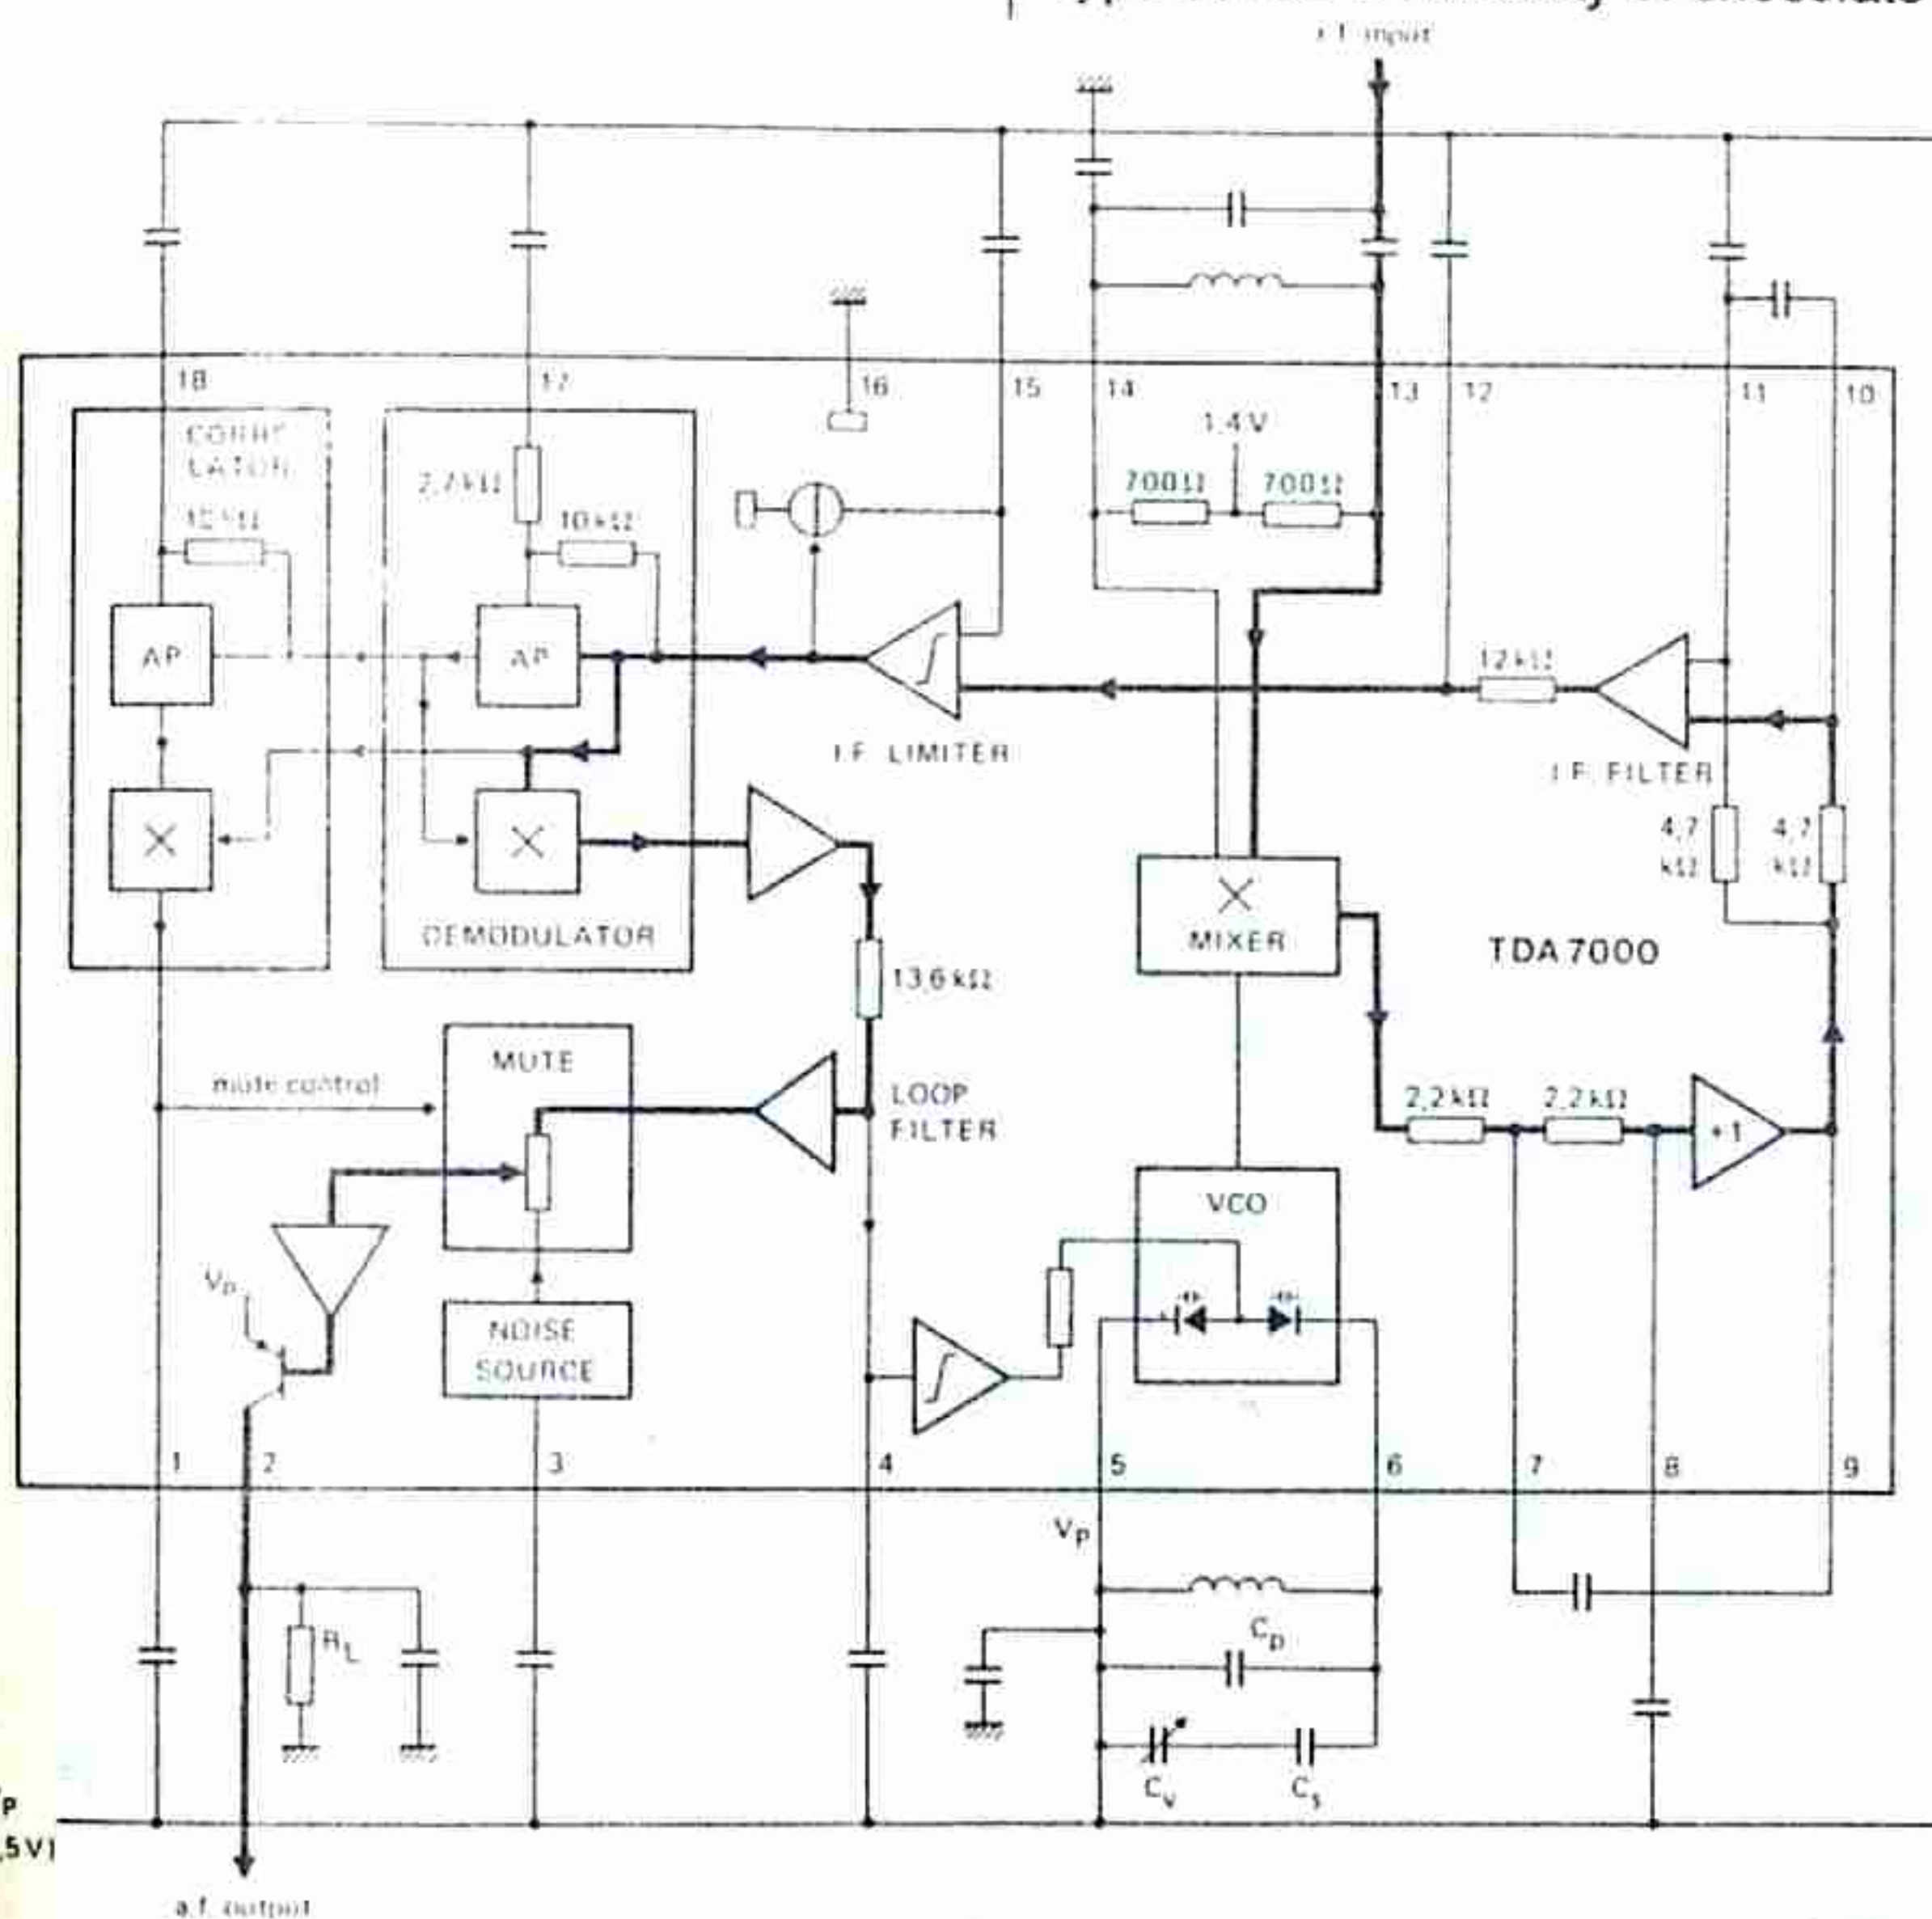 r.f. input
18
17
16
15
14
13
12
11
10
CORRE
LATOR
2,7 kΩ
10 kΩ
1,4 V
700 Ω
700 Ω
AP
AP
12 kΩ
I.F. LIMITER
I.F. FILTER
4,7
kΩ
4,7
kΩ
DEMODULATOR
MIXER
TDA7000
13,6 kΩ
MUTE
mute control
LOOP
FILTER
2,2 kΩ
2,2 kΩ
+1
VCO
Vp
NOISE
SOURCE
1
2
3
4
5
6
7
8
9
Vp
RL
Cp
Cv
Cs
P
,5 V)
a.f. output